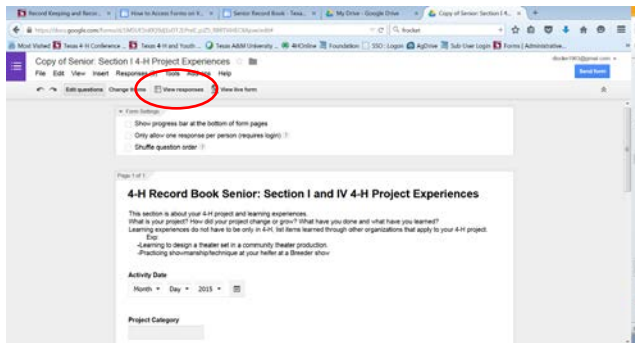 Record Keeping and Recor...
How to Access Forms on it...
Senior Record Book - Texa...
My Drive - Google Drive
Copy of Senior: Section I 4...
https://docs.google.com/forms/d/
frocket
Most Visited Texas 4-H Conference ... Texas 4-H and Youth ... Texas A&M University ... 4HOnline Foundation SSO :Logon AgDrive Sub User Login Forms | Administrative...
Copy of Senior: Section I 4-H Project Experiences
File Edit View Insert Responses Tools Add-ons Help
Send form
Edit questions Change theme View responses View live form
Form Settings
Show progress bar at the bottom of form pages
Only allow one response per person (requires login) ?
Shuffle question order ?
Page 1 of 1
4-H Record Book Senior: Section I and IV 4-H Project Experiences
This section is about your 4-H project and learning experiences.
What is your project? How did your project change or grow? What have you done and what have you learned?
Learning experiences do not have to be only in 4-H, list items learned through other organizations that apply to your 4-H project.
Exp:
-Learning to design a theater set in a community theater production.
-Practicing showmanship/technique at your heifer at a Breeder show
Activity Date
Month Day 2015
Project Category